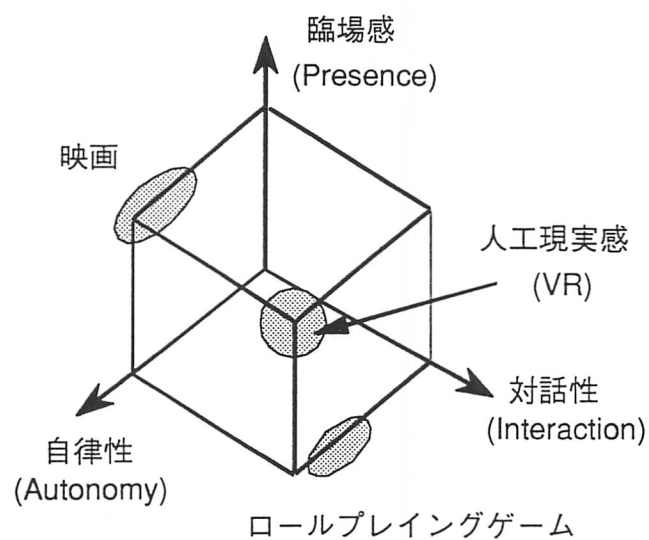 臨場感
(Presence)
映画
人工現実感
(VR)
対話性
(Interaction)
自律性
(Autonomy)
ロールプレイングゲーム